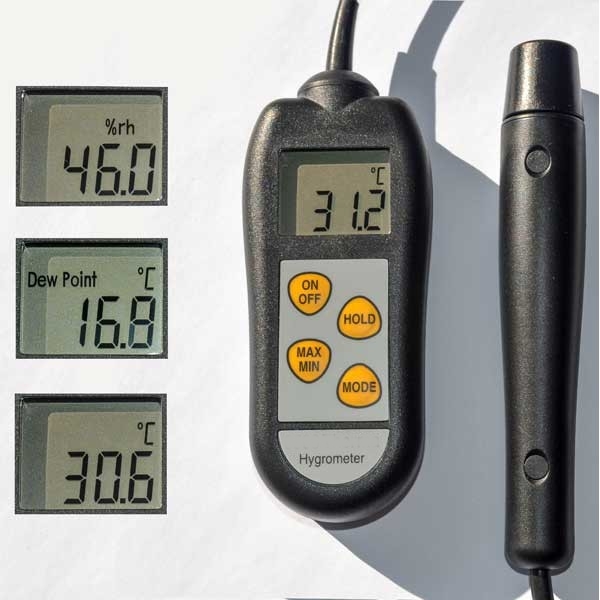 %rh
46.0
Dew Point °C
16.8
°C
30.6
°C
31.2
ON
OFF
HOLD
MAX
MIN
MODE
Hygrometer